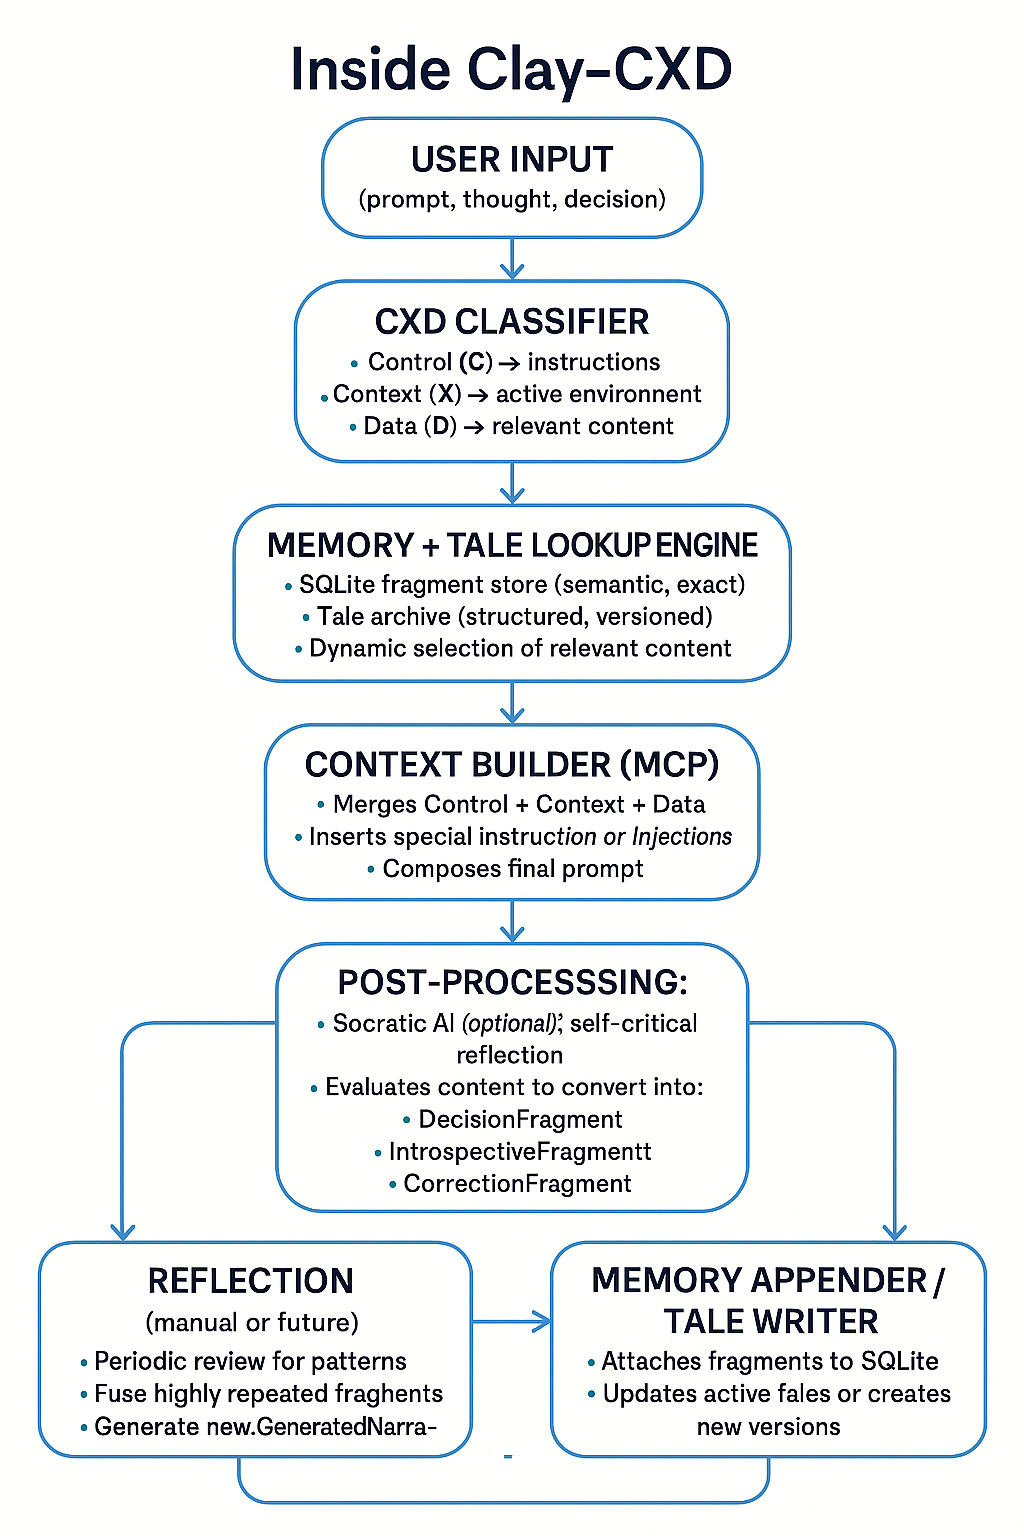 Inside Clay–CXD
USER INPUT
(prompt, thought, decision)
CXD CLASSIFIER
• Control (C) → instructions
• Context (X) → active environnent
• Data (D) → relevant content
MEMORY + TALE LOOKUP ENGINE
• SQLite fragment store (semantic, exact)
• Tale archive (structured, versioned)
• Dynamic selection of relevant content
CONTEXT BUILDER (MCP)
• Merges Control + Context + Data
• Inserts special instruction or Injections
• Composes final prompt
POST-PROCESSSING:
• Socratic AI (optional); self-critical
reflection
• Evaluates content to convert into:
• DecisionFragment
• IntrospectiveFragmentt
• CorrectionFragment
REFLECTION
(manual or future)
• Periodic review for patterns
• Fuse highly repeated fraghents
• Generate new.GeneratedNarra-
MEMORY APPENDER /
TALE WRITER
• Attaches fragments to SQLite
• Updates active fales or creates
new versions